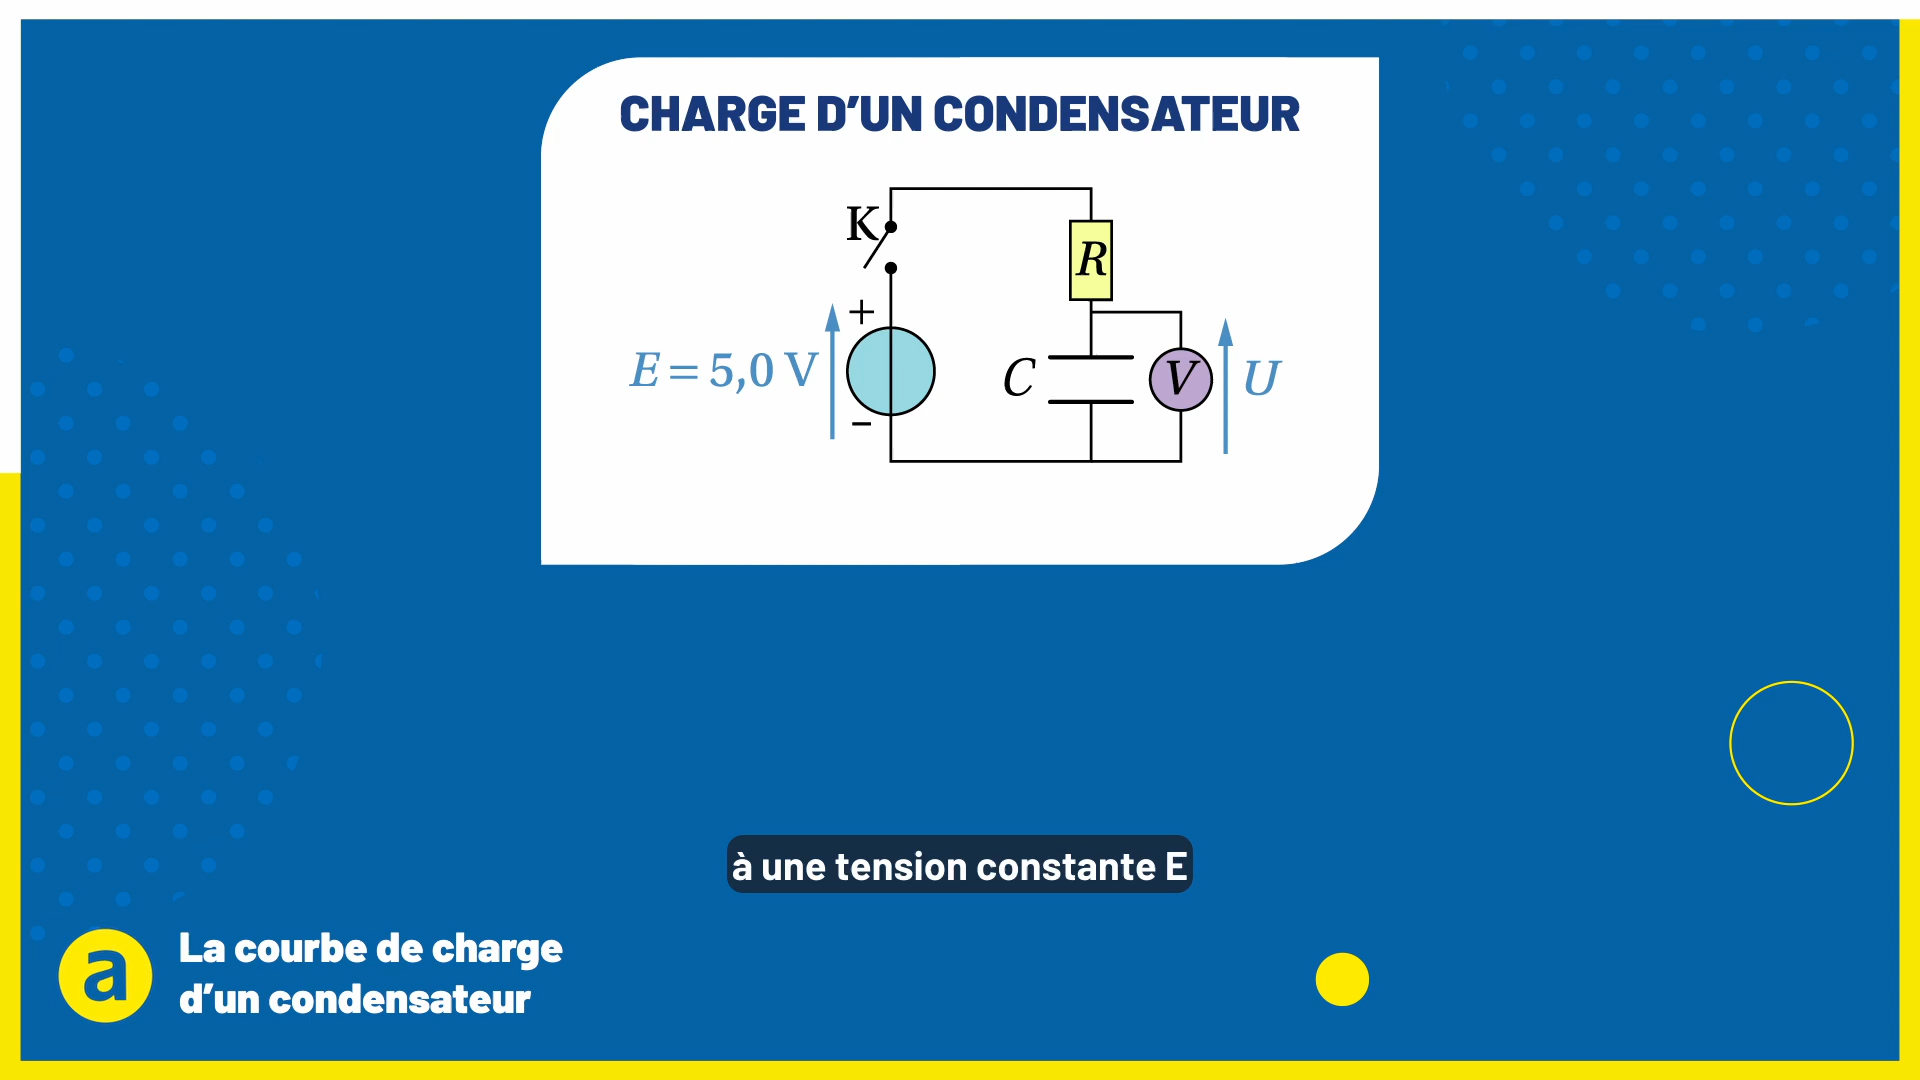 CHARGE D’UN CONDENSATEUR
K
R
+
E = 5,0 V
C
V
U
–
à une tension constante E
a
La courbe de charge
d’un condensateur